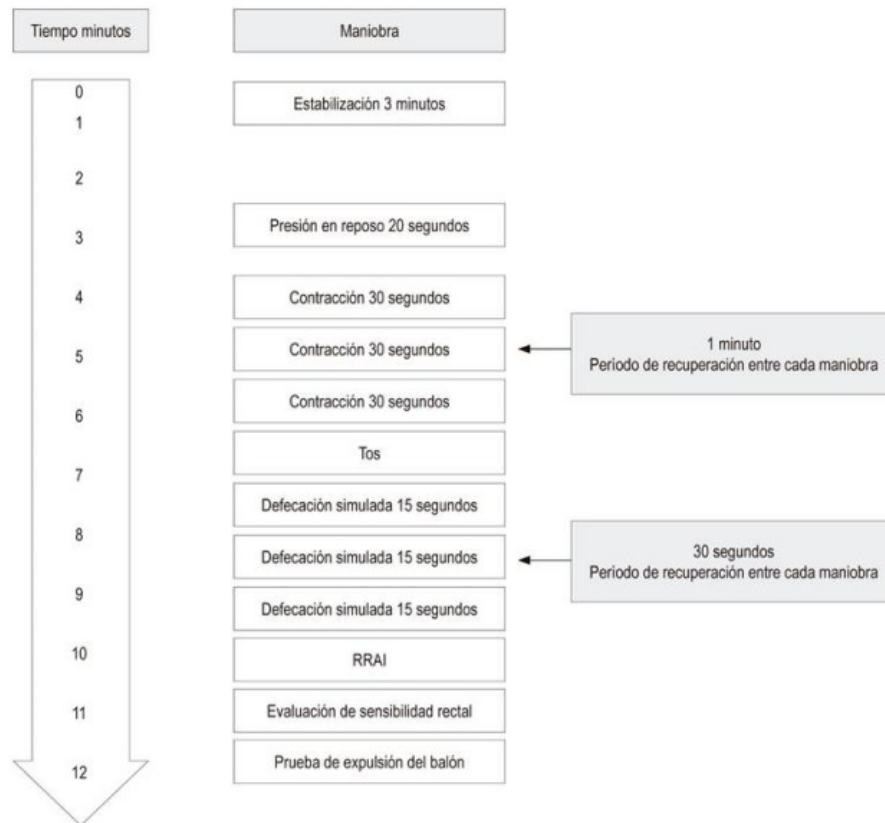 Tiempo minutos
Maniobra
0
Estabilización 3 minutos
1
2
Presión en reposo 20 segundos
3
4
Contracción 30 segundos
1 minuto
Periodo de recuperación entre cada maniobra
5
Contracción 30 segundos
6
Contracción 30 segundos
Tos
7
Defecación simulada 15 segundos
8
Defecación simulada 15 segundos
30 segundos
Periodo de recuperación entre cada maniobra
9
Defecación simulada 15 segundos
10
RRAI
11
Evaluación de sensibilidad rectal
12
Prueba de expulsión del balón